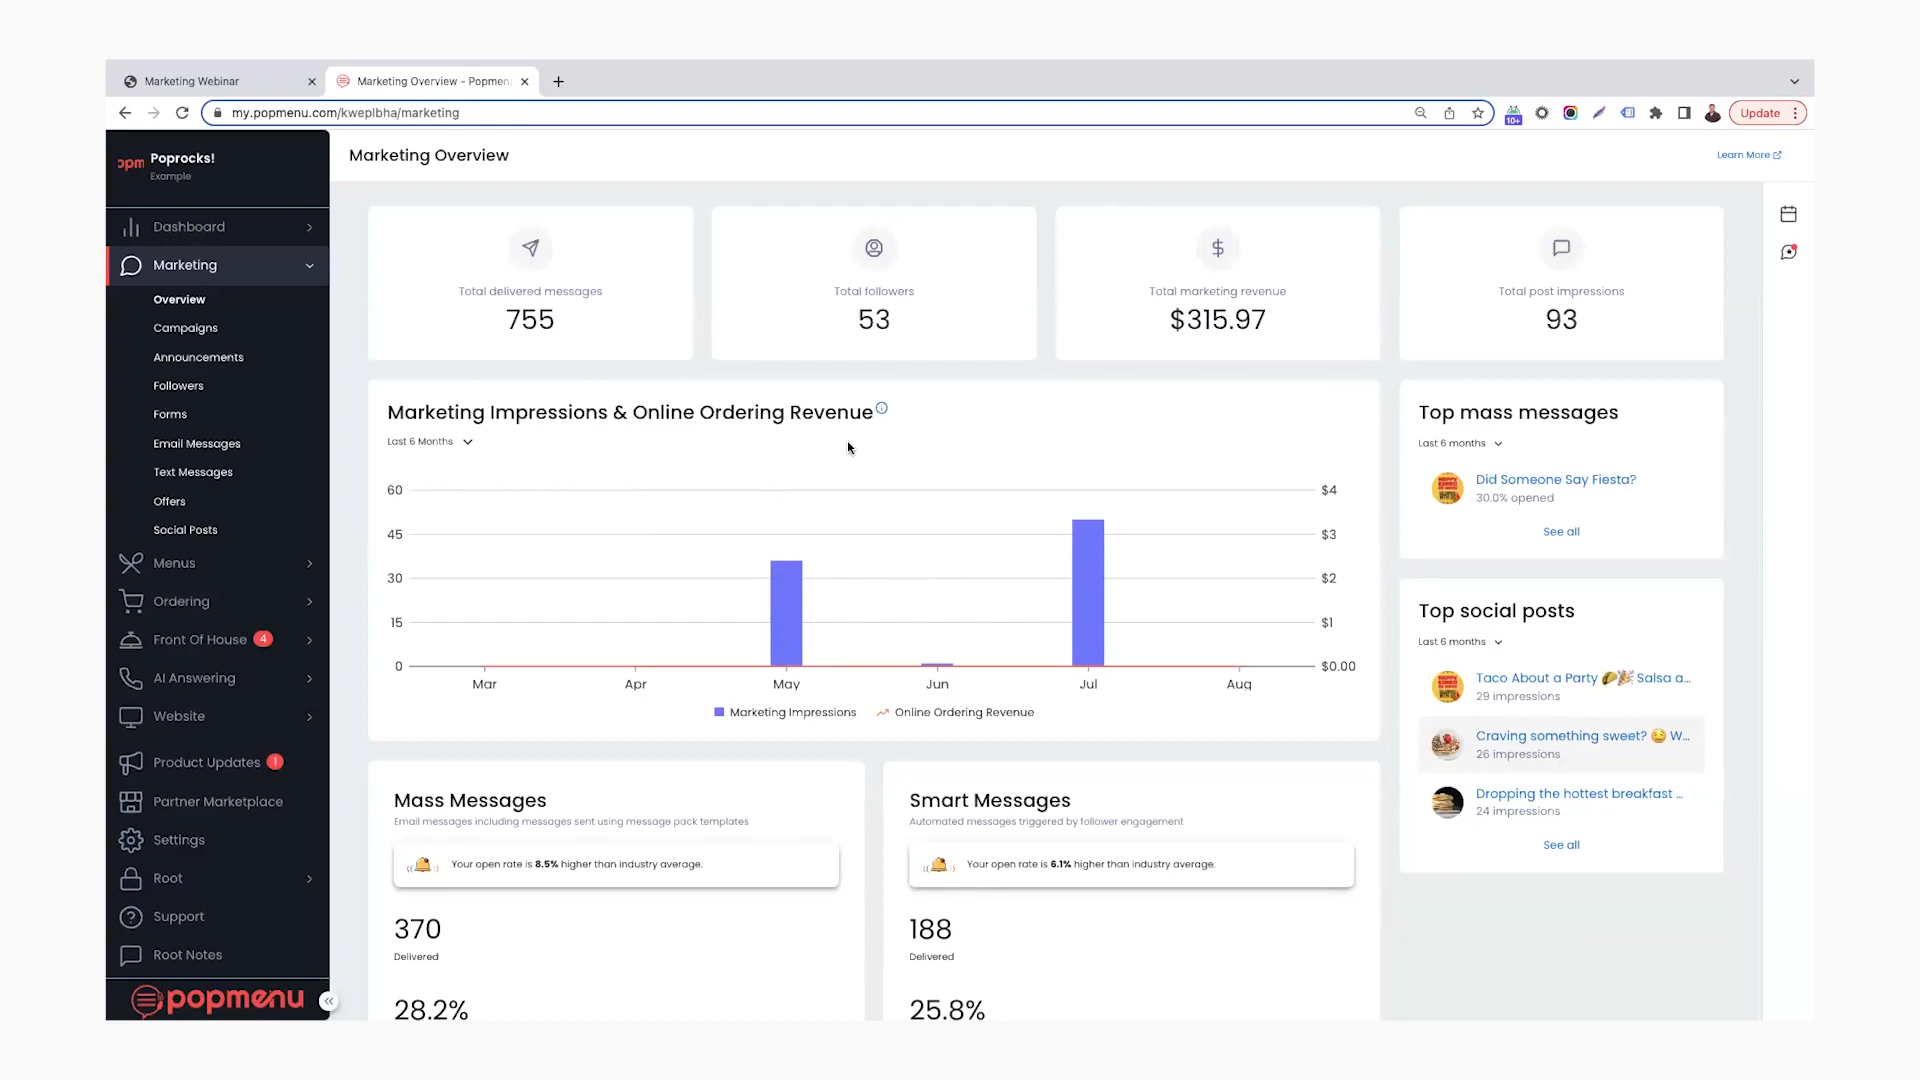 Marketing Webinar
Marketing Overview - Popmen
my.popmenu.com/kweplbha/marketing
10+
Update
opm
Poprocks!
Example
Marketing Overview
Learn More
Dashboard
Marketing
Overview
Campaigns
Announcements
Followers
Forms
Email Messages
Text Messages
Offers
Social Posts
Menus
Ordering
Front Of House 4
AI Answering
Website
Product Updates 1
Partner Marketplace
Settings
Root
Support
Root Notes
popmenu
Total delivered messages
755
Total followers
53
Total marketing revenue
$315.97
Total post impressions
93
Marketing Impressions & Online Ordering Revenue
Last 6 Months
60 $4
45 $3
30 $2
15 $1
0 $0.00
Mar Apr May Jun Jul Aug
Marketing Impressions Online Ordering Revenue
Top mass messages
Last 6 months
Did Someone Say Fiesta?
30.0% opened
See all
Top social posts
Last 6 months
Taco About a Party 🌮🎉 Salsa a...
29 impressions
Craving something sweet? 😋 W...
26 impressions
Dropping the hottest breakfast ...
24 impressions
See all
Mass Messages
Email messages including messages sent using message pack templates
Your open rate is 8.5% higher than industry average.
370
Delivered
28.2%
Smart Messages
Automated messages triggered by follower engagement
Your open rate is 6.1% higher than industry average.
188
Delivered
25.8%